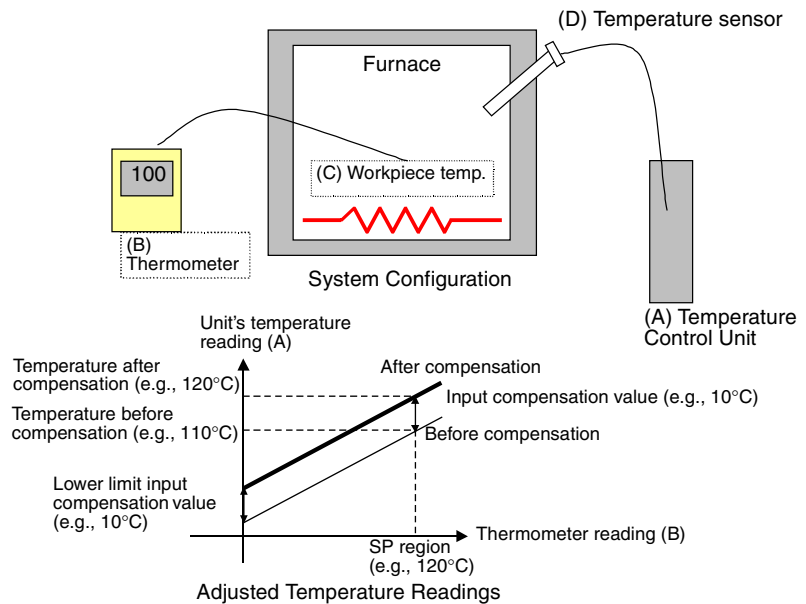 (D) Temperature sensor
Furnace
100
(C) Workpiece temp.
(B)
Thermometer
System Configuration
(A) Temperature
Control Unit
Unit's temperature
reading (A)
Temperature after
compensation (e.g., 120°C)
After compensation
Input compensation value (e.g., 10°C)
Temperature before
compensation (e.g., 110°C)
Before compensation
Lower limit input
compensation value
(e.g., 10°C)
Thermometer reading (B)
SP region
(e.g., 120°C)
Adjusted Temperature Readings